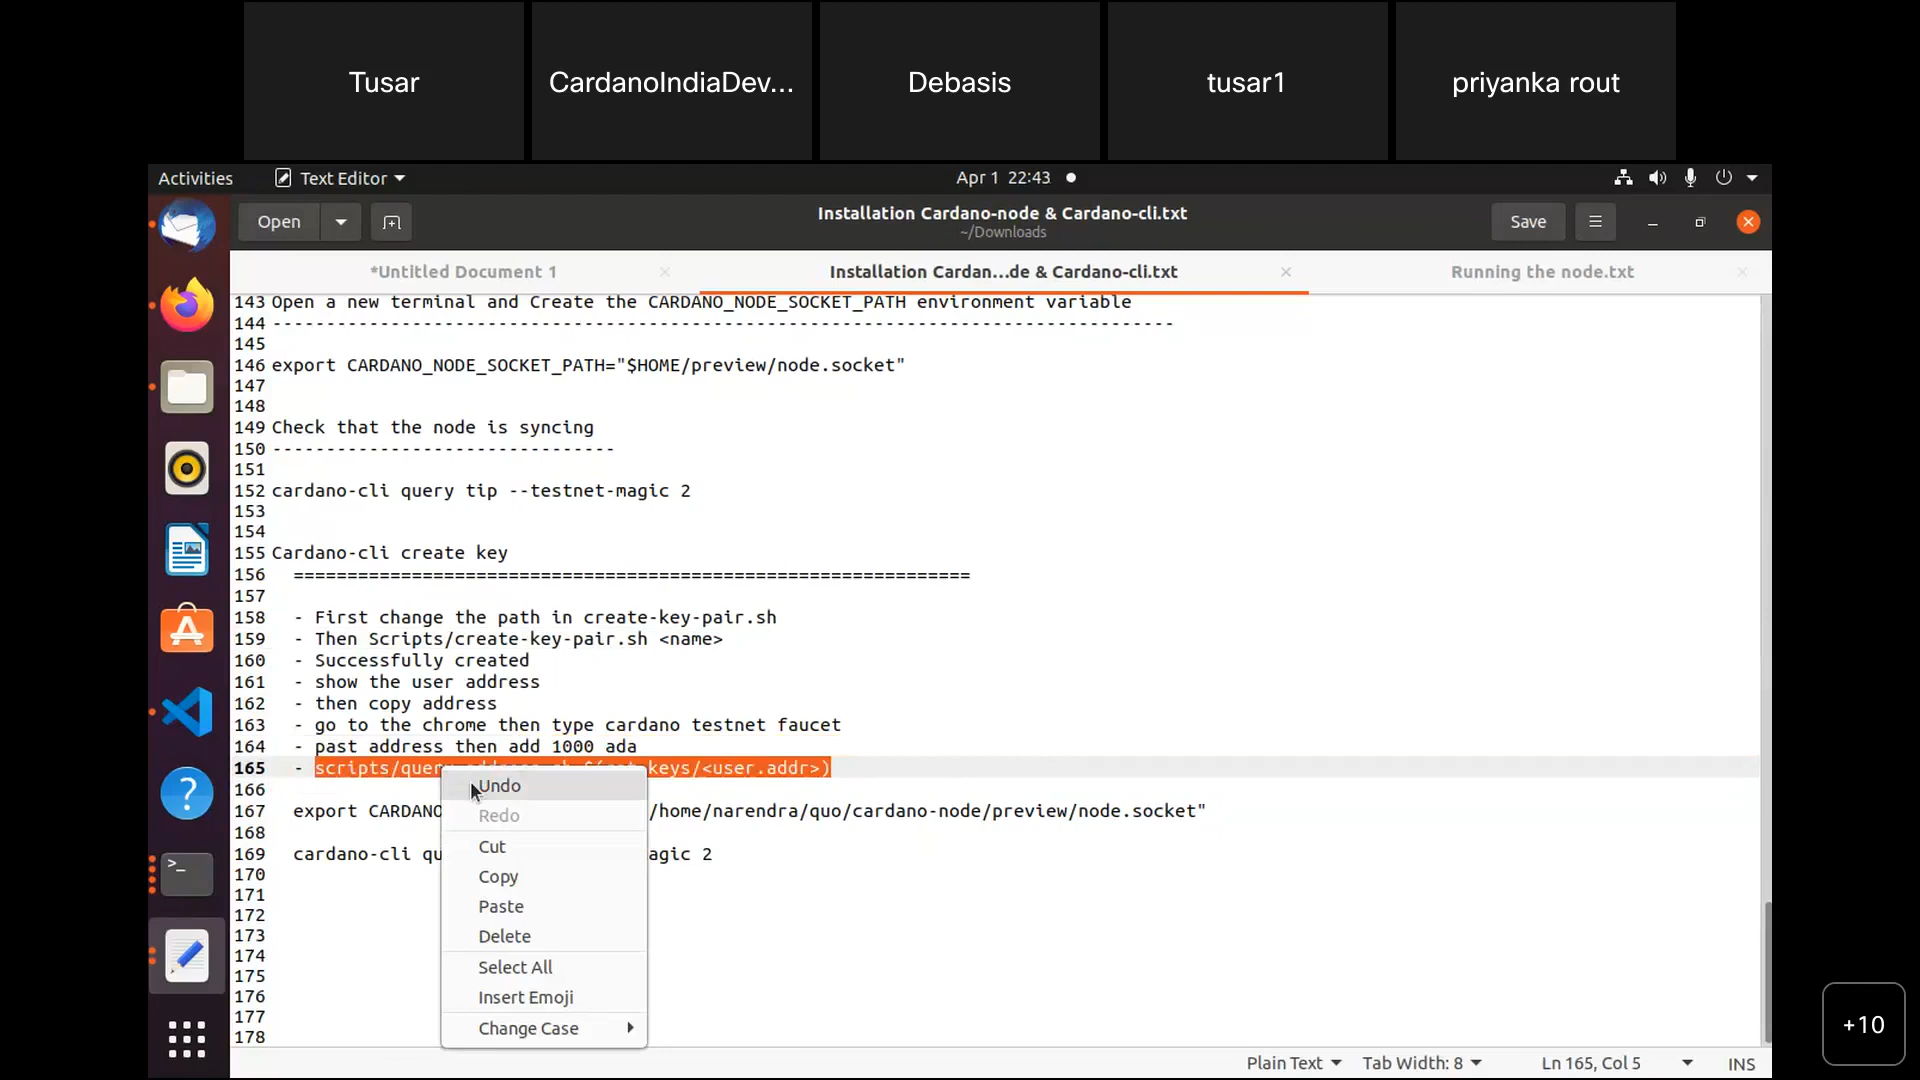 Tusar
CardanoIndiaDev...
Debasis
tusar1
priyanka rout
Activities
Text Editor
Apr 1 22:43
Open
Installation Cardano-node & Cardano-cli.txt
~/Downloads
Save
*Untitled Document 1
Installation Cardan...de & Cardano-cli.txt
Running the node.txt
143 Open a new terminal and Create the CARDANO_NODE_SOCKET_PATH environment variable
144 ------------------------------------------------------------------------------------
145
146 export CARDANO_NODE_SOCKET_PATH="$HOME/preview/node.socket"
147
148
149 Check that the node is syncing
150 --------------------------------
151
152 cardano-cli query tip --testnet-magic 2
153
154
155 Cardano-cli create key
156 ===============================================================
157
158 - First change the path in create-key-pair.sh
159 - Then Scripts/create-key-pair.sh <name>
160 - Successfully created
161 - show the user address
162 - then copy address
163 - go to the chrome then type cardano testnet faucet
164 - past address then add 1000 ada
165 - scripts/quer keys/<user.addr>)
166
167 export CARDANO /home/narendra/quo/cardano-node/preview/node.socket"
168
169 cardano-cli qu agic 2
170
171
172
173
174
175
176
177
178
Undo
Redo
Cut
Copy
Paste
Delete
Select All
Insert Emoji
Change Case
Plain Text
Tab Width: 8
Ln 165, Col 5
INS
+10